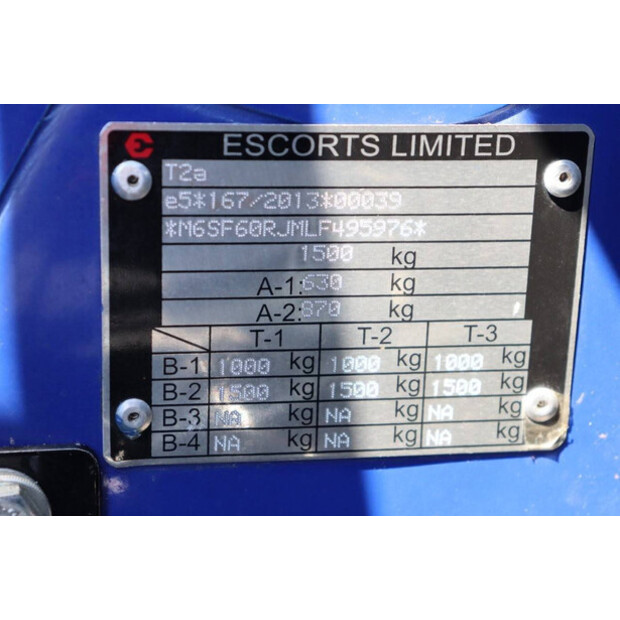 ESCORTS LIMITED
T2a
e5*167/2013*00039
*M6SF60RJMLF495976*
1500 kg
A-1: 630 kg
A-2: 870 kg
T-1 T-2 T-3
B-1 1000 kg 1000 kg 1000 kg
B-2 1500 kg 1500 kg 1500 kg
B-3 NA kg NA kg NA kg
B-4 NA kg NA kg NA kg